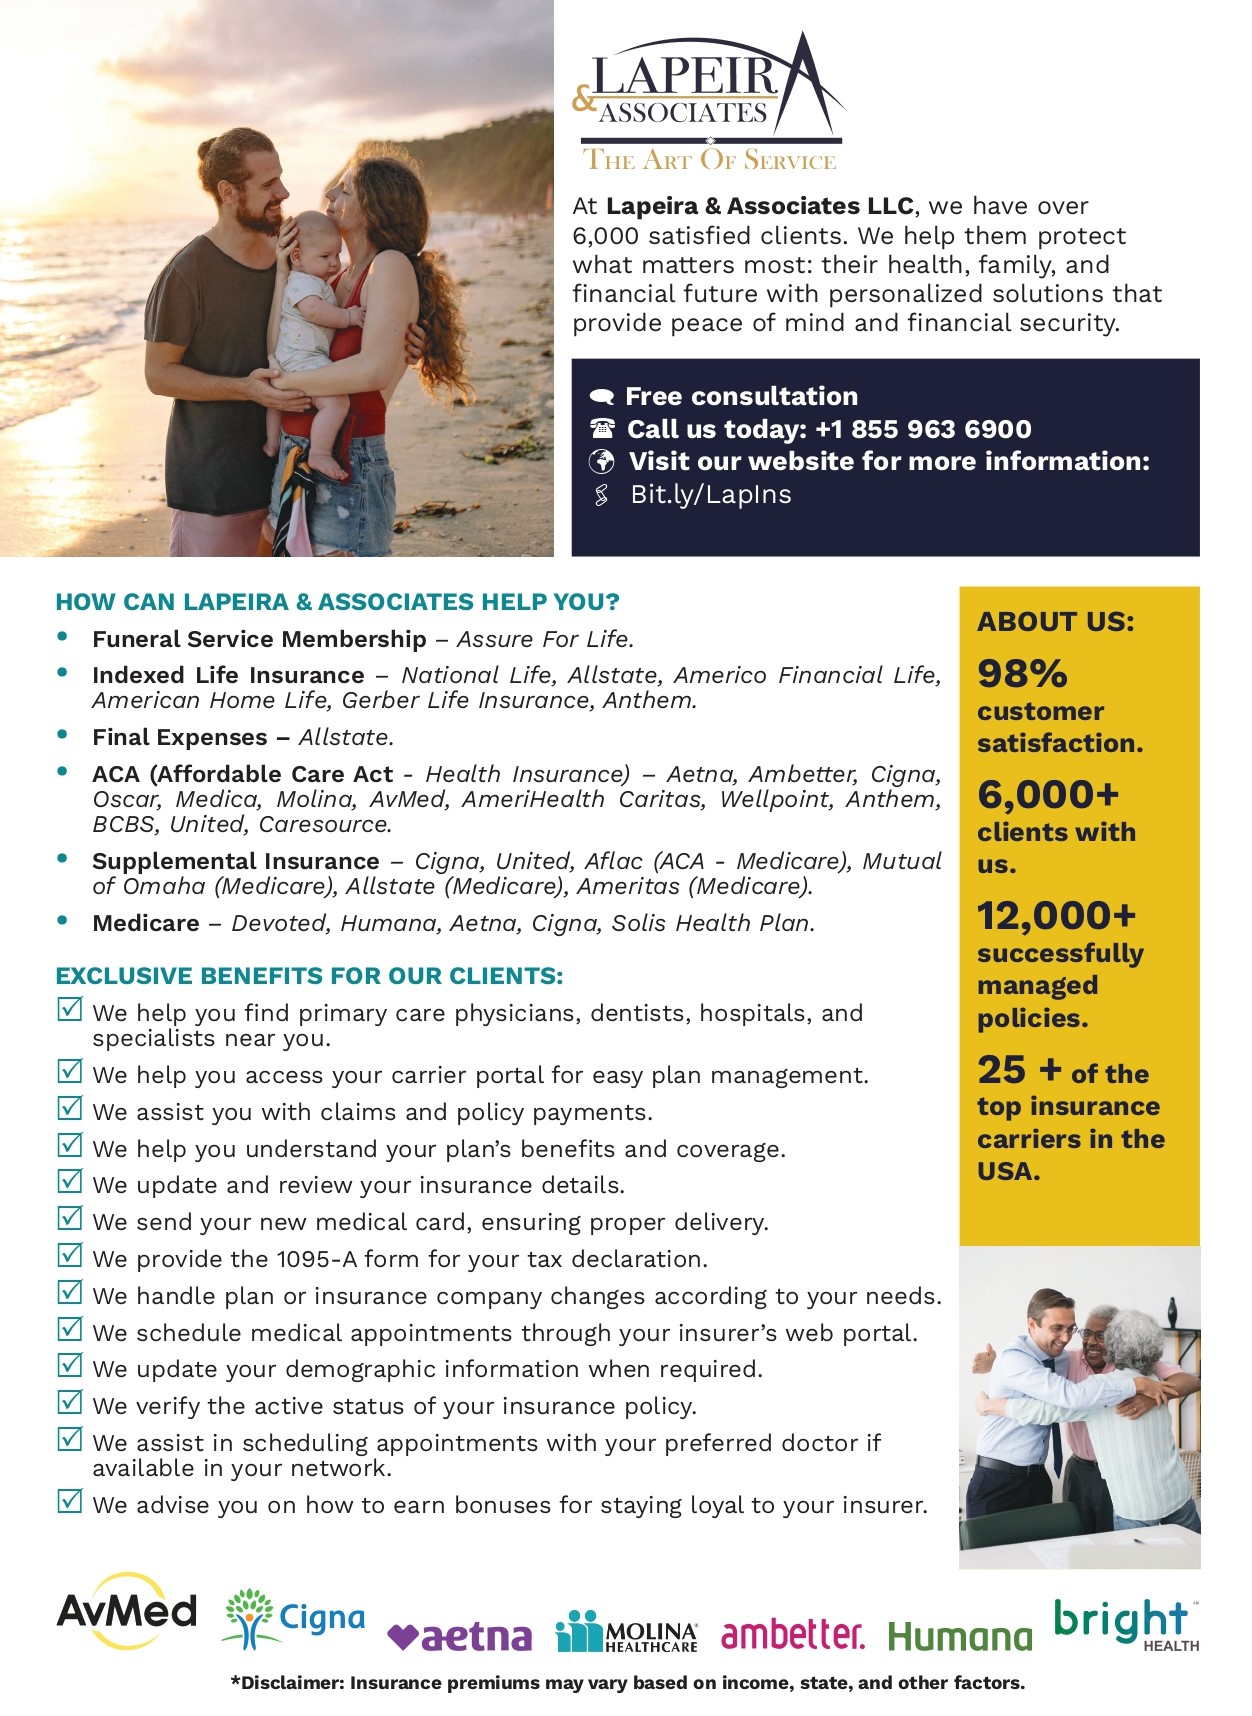 LAPEIRA
& ASSOCIATES
THE ART OF SERVICE
At Lapeira & Associates LLC, we have over
6,000 satisfied clients. We help them protect
what matters most: their health, family, and
financial future with personalized solutions that
provide peace of mind and financial security.
Free consultation
Call us today: +1 855 963 6900
Visit our website for more information:
Bit.ly/LapIns
HOW CAN LAPEIRA & ASSOCIATES HELP YOU?
• Funeral Service Membership – Assure For Life.
• Indexed Life Insurance – National Life, Allstate, Americo Financial Life,
American Home Life, Gerber Life Insurance, Anthem.
• Final Expenses – Allstate.
• ACA (Affordable Care Act - Health Insurance) – Aetna, Ambetter, Cigna,
Oscar, Medica, Molina, AvMed, AmeriHealth Caritas, Wellpoint, Anthem,
BCBS, United, Caresource.
• Supplemental Insurance – Cigna, United, Aflac (ACA - Medicare), Mutual
of Omaha (Medicare), Allstate (Medicare), Ameritas (Medicare).
• Medicare – Devoted, Humana, Aetna, Cigna, Solis Health Plan.
EXCLUSIVE BENEFITS FOR OUR CLIENTS:
We help you find primary care physicians, dentists, hospitals, and
specialists near you.
We help you access your carrier portal for easy plan management.
We assist you with claims and policy payments.
We help you understand your plan’s benefits and coverage.
We update and review your insurance details.
We send your new medical card, ensuring proper delivery.
We provide the 1095-A form for your tax declaration.
We handle plan or insurance company changes according to your needs.
We schedule medical appointments through your insurer’s web portal.
We update your demographic information when required.
We verify the active status of your insurance policy.
We assist in scheduling appointments with your preferred doctor if
available in your network.
We advise you on how to earn bonuses for staying loyal to your insurer.
ABOUT US:
98%
customer
satisfaction.
6,000+
clients with
us.
12,000+
successfully
managed
policies.
25 + of the
top insurance
carriers in the
USA.
AvMed
Cigna
aetna
MOLINA
HEALTHCARE
ambetter.
Humana
bright
HEALTH
*Disclaimer: Insurance premiums may vary based on income, state, and other factors.